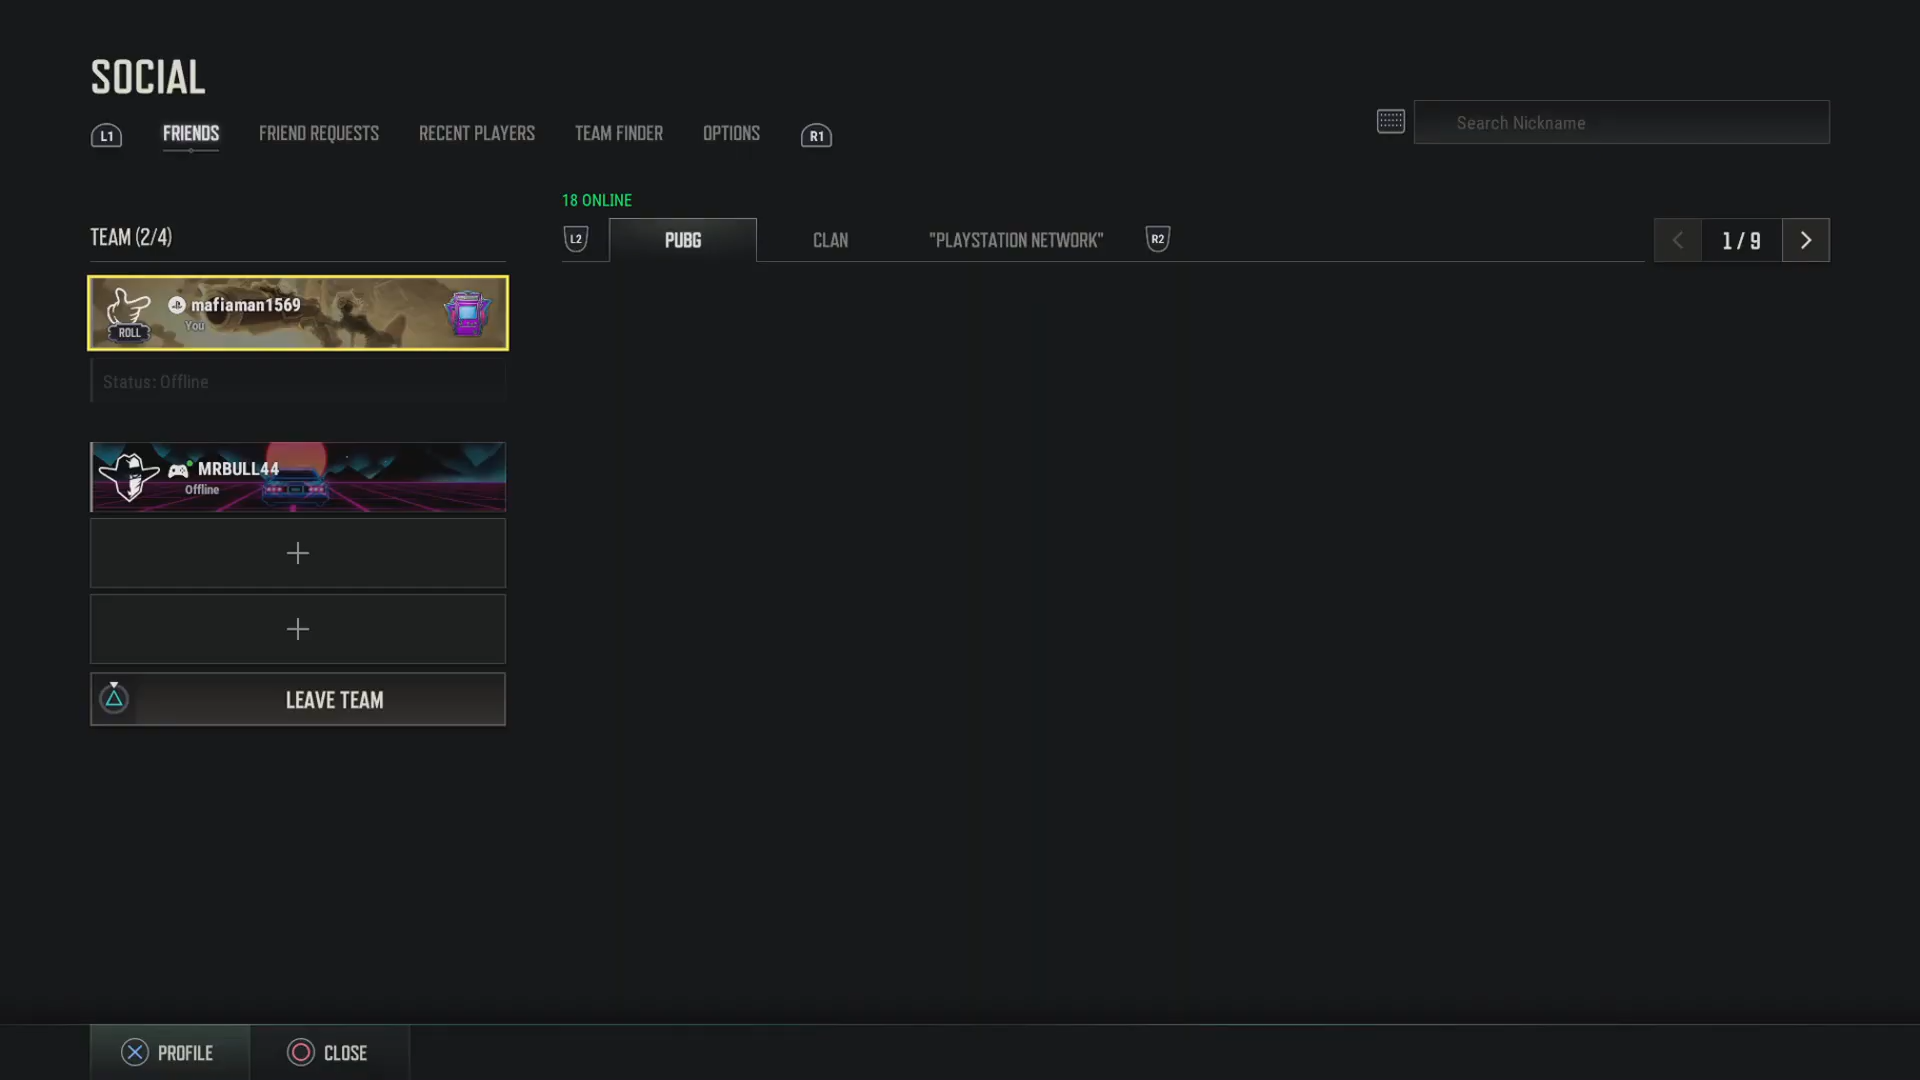 SOCIAL
L1 FRIENDS FRIEND REQUESTS RECENT PLAYERS TEAM FINDER OPTIONS R1
Search Nickname
18 ONLINE
TEAM (2/4)
L2 PUBG CLAN "PLAYSTATION NETWORK" R2
1 / 9
mafiaman1569
You
ROLL
Status: Offline
MRBULL44
Offline
LEAVE TEAM
PROFILE CLOSE